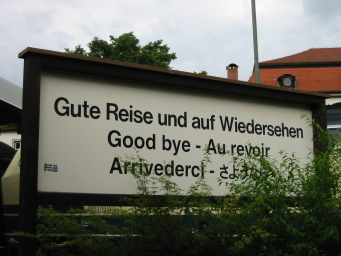 Gute Reise und auf Wiedersehen
Good bye - Au revoir
Arrivederci -